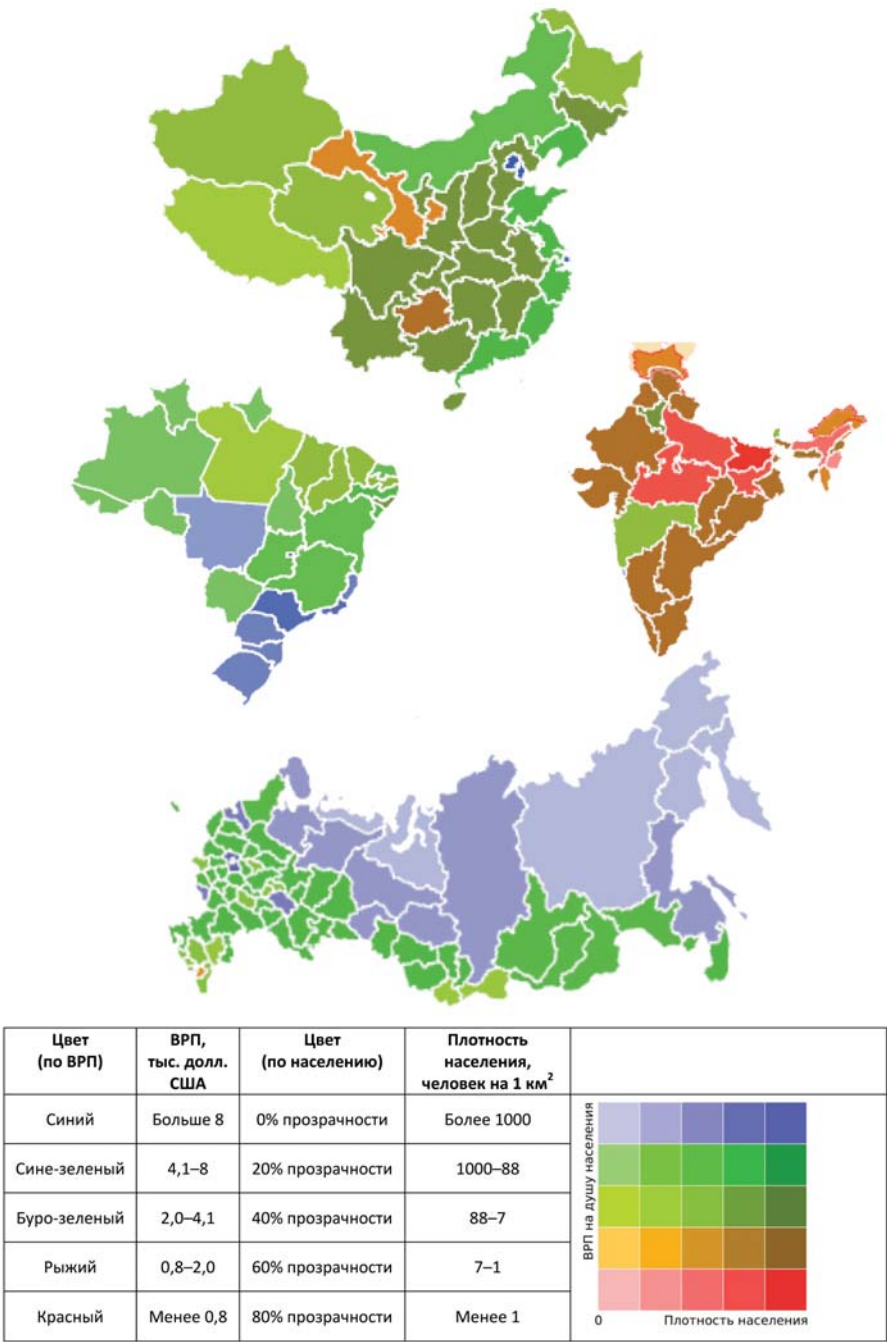 Цвет
(по ВРП)
ВРП,
тыс. долл.
США
Цвет
(по населению)
Плотность
населения,
человек на 1 км²
Синий
Больше 8
0% прозрачности
Более 1000
Сине-зеленый
4,1–8
20% прозрачности
1000–88
Буро-зеленый
2,0–4,1
40% прозрачности
88–7
Рыжий
0,8–2,0
60% прозрачности
7–1
Красный
Менее 0,8
80% прозрачности
Менее 1
ВРП на душу населения
0
Плотность населения